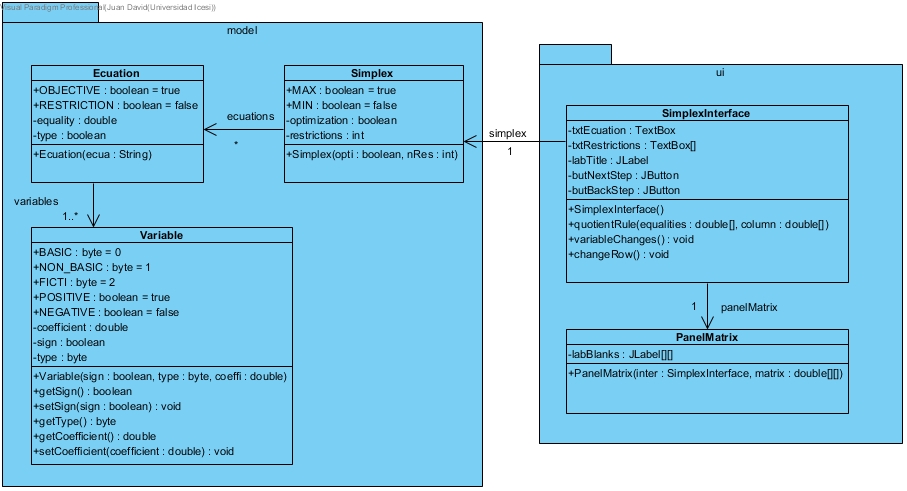 Visual Paradigm Professional(Juan David(Universidad Icesi))
model
Ecuation
+OBJECTIVE : boolean = true
+RESTRICTION : boolean = false
-equality : double
-type : boolean
+Ecuation(ecua : String)
ecuations
*
Simplex
+MAX : boolean = true
+MIN : boolean = false
-optimization : boolean
-restrictions : int
+Simplex(opti : boolean, nRes : int)
variables
1..*
Variable
+BASIC : byte = 0
+NON_BASIC : byte = 1
+FICTI : byte = 2
+POSITIVE : boolean = true
+NEGATIVE : boolean = false
-coefficient : double
-sign : boolean
-type : byte
+Variable(sign : boolean, type : byte, coeffi : double)
+getSign() : boolean
+setSign(sign : boolean) : void
+getType() : byte
+getCoefficient() : double
+setCoefficient(coefficient : double) : void
simplex
1
ui
SimplexInterface
-txtEcuation : TextBox
-txtRestrictions : TextBox[]
-labTitle : JLabel
-butNextStep : JButton
-butBackStep : JButton
+SimplexInterface()
+quotientRule(equalities : double[], column : double[])
+variableChanges() : void
+changeRow() : void
1
panelMatrix
PanelMatrix
-labBlanks : JLabel[][]
+PanelMatrix(inter : SimplexInterface, matrix : double[][])